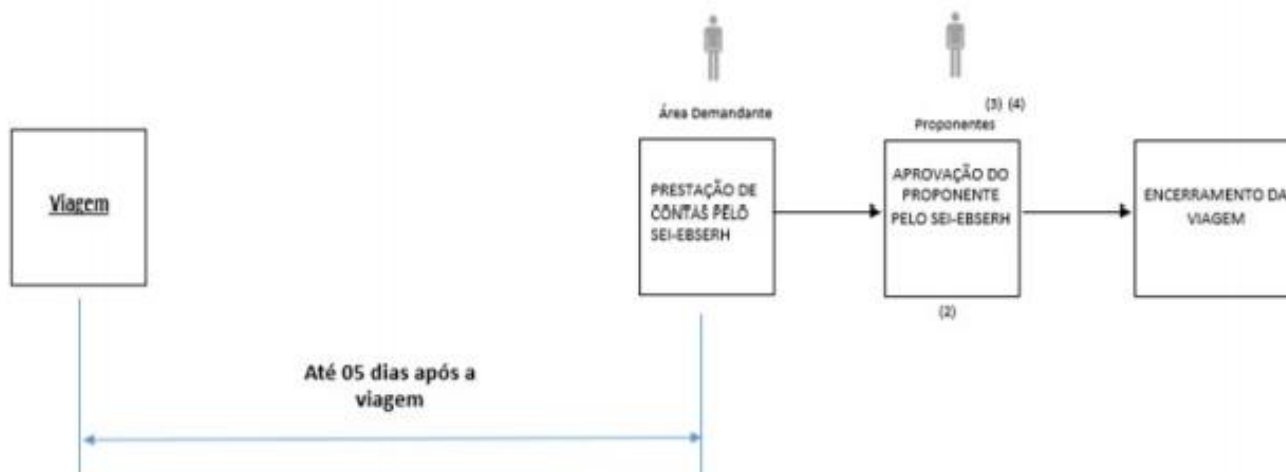 Viagem
Área Demandante
PRESTAÇÃO DE
CONTAS PELO
SEI-EBSERH
(3) (4)
Proponentes
APROVAÇÃO DO
PROPONENTE
PELO SEI-EBSERH
(2)
ENCERRAMENTO DA
VIAGEM
Até 05 dias após a
viagem